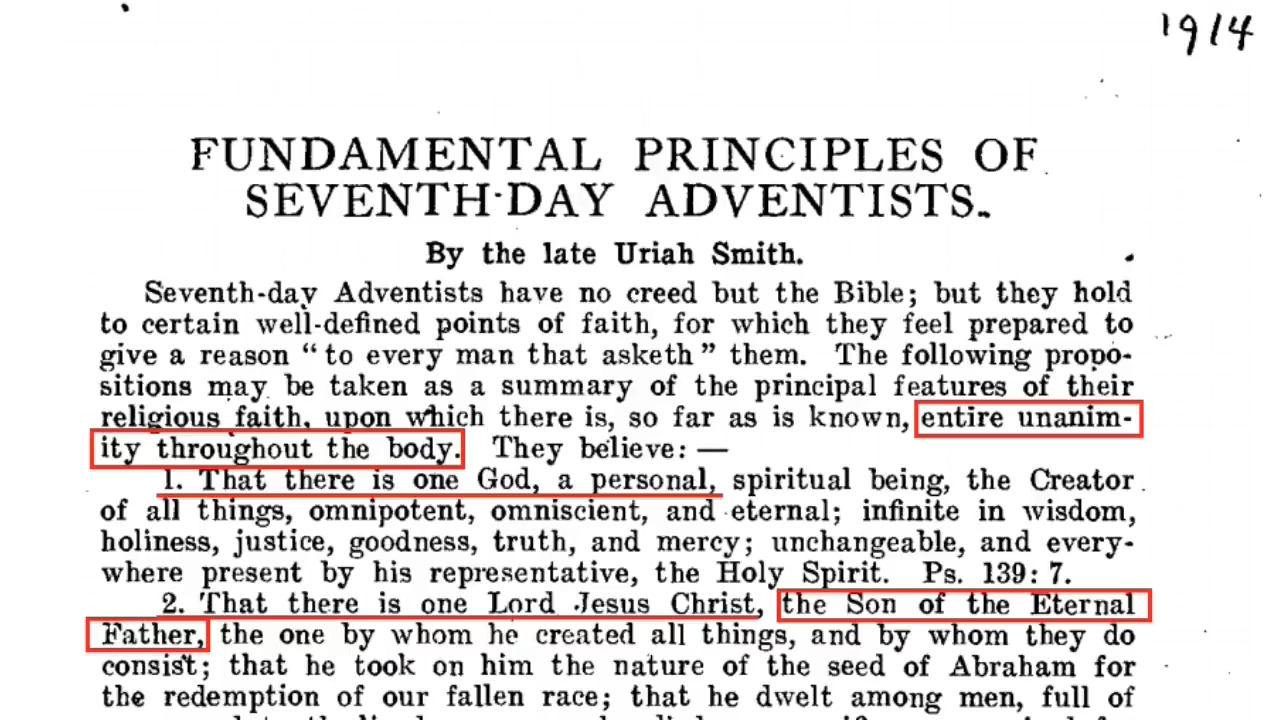 1914
FUNDAMENTAL PRINCIPLES OF
SEVENTH-DAY ADVENTISTS.
By the late Uriah Smith.
Seventh-day Adventists have no creed but the Bible; but they hold
to certain well-defined points of faith, for which they feel prepared to
give a reason “to every man that asketh” them. The following propo-
sitions may be taken as a summary of the principal features of their
religious faith, upon which there is, so far as is known, entire unanim-
ity throughout the body. They believe: —
1. That there is one God, a personal, spiritual being, the Creator
of all things, omnipotent, omniscient, and eternal; infinite in wisdom,
holiness, justice, goodness, truth, and mercy; unchangeable, and every-
where present by his representative, the Holy Spirit. Ps. 139:7.
2. That there is one Lord Jesus Christ, the Son of the Eternal
Father, the one by whom he created all things, and by whom they do
consist; that he took on him the nature of the seed of Abraham for
the redemption of our fallen race; that he dwelt among men, full of